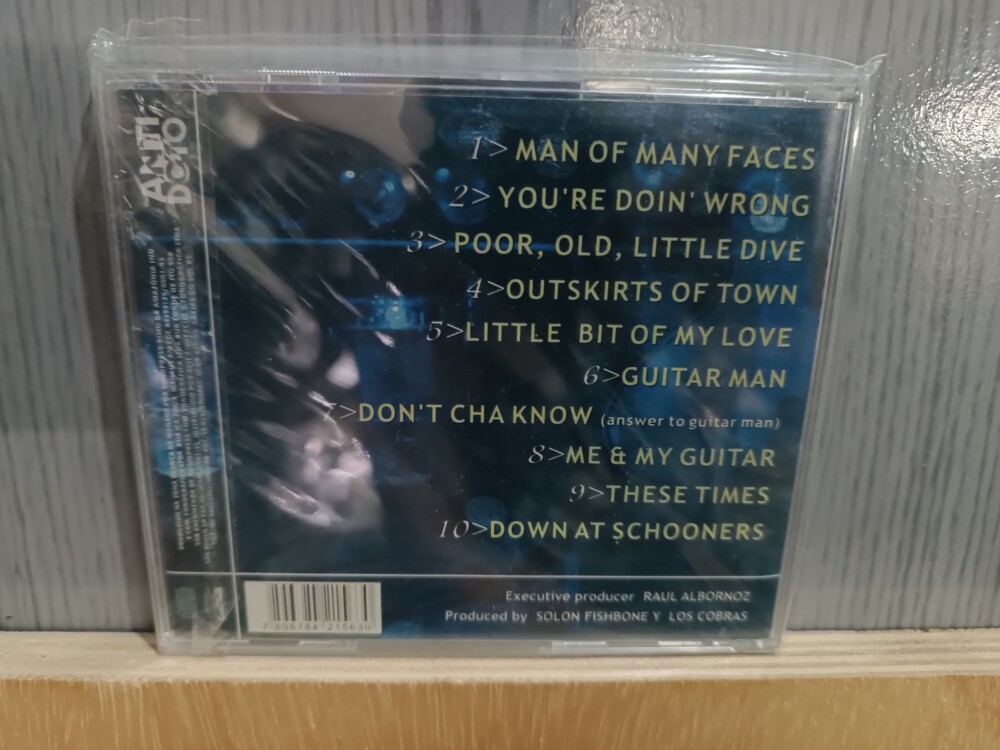 ANTI
DOTO
1> MAN OF MANY FACES
2> YOU'RE DOIN' WRONG
3> POOR, OLD, LITTLE DIVE
4>OUTSKIRTS OF TOWN
5>LITTLE BIT OF MY LOVE
6>GUITAR MAN
7>DON'T CHA KNOW (answer to guitar man)
8>ME & MY GUITAR
9>THESE TIMES
10>DOWN AT SCHOONERS
Executive producer RAUL ALBORNOZ
Produced by SOLON FISHBONE Y LOS COBRAS